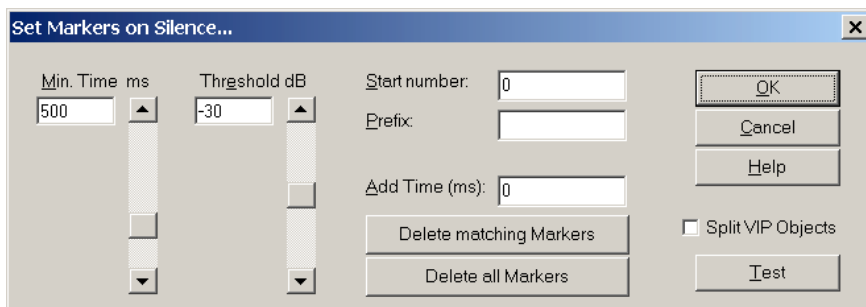 Set Markers on Silence...
Min. Time ms
500
Threshold dB
-30
Start number:
0
Prefix:
Add Time (ms):
0
Delete matching Markers
Delete all Markers
OK
Cancel
Help
Split VIP Objects
Test